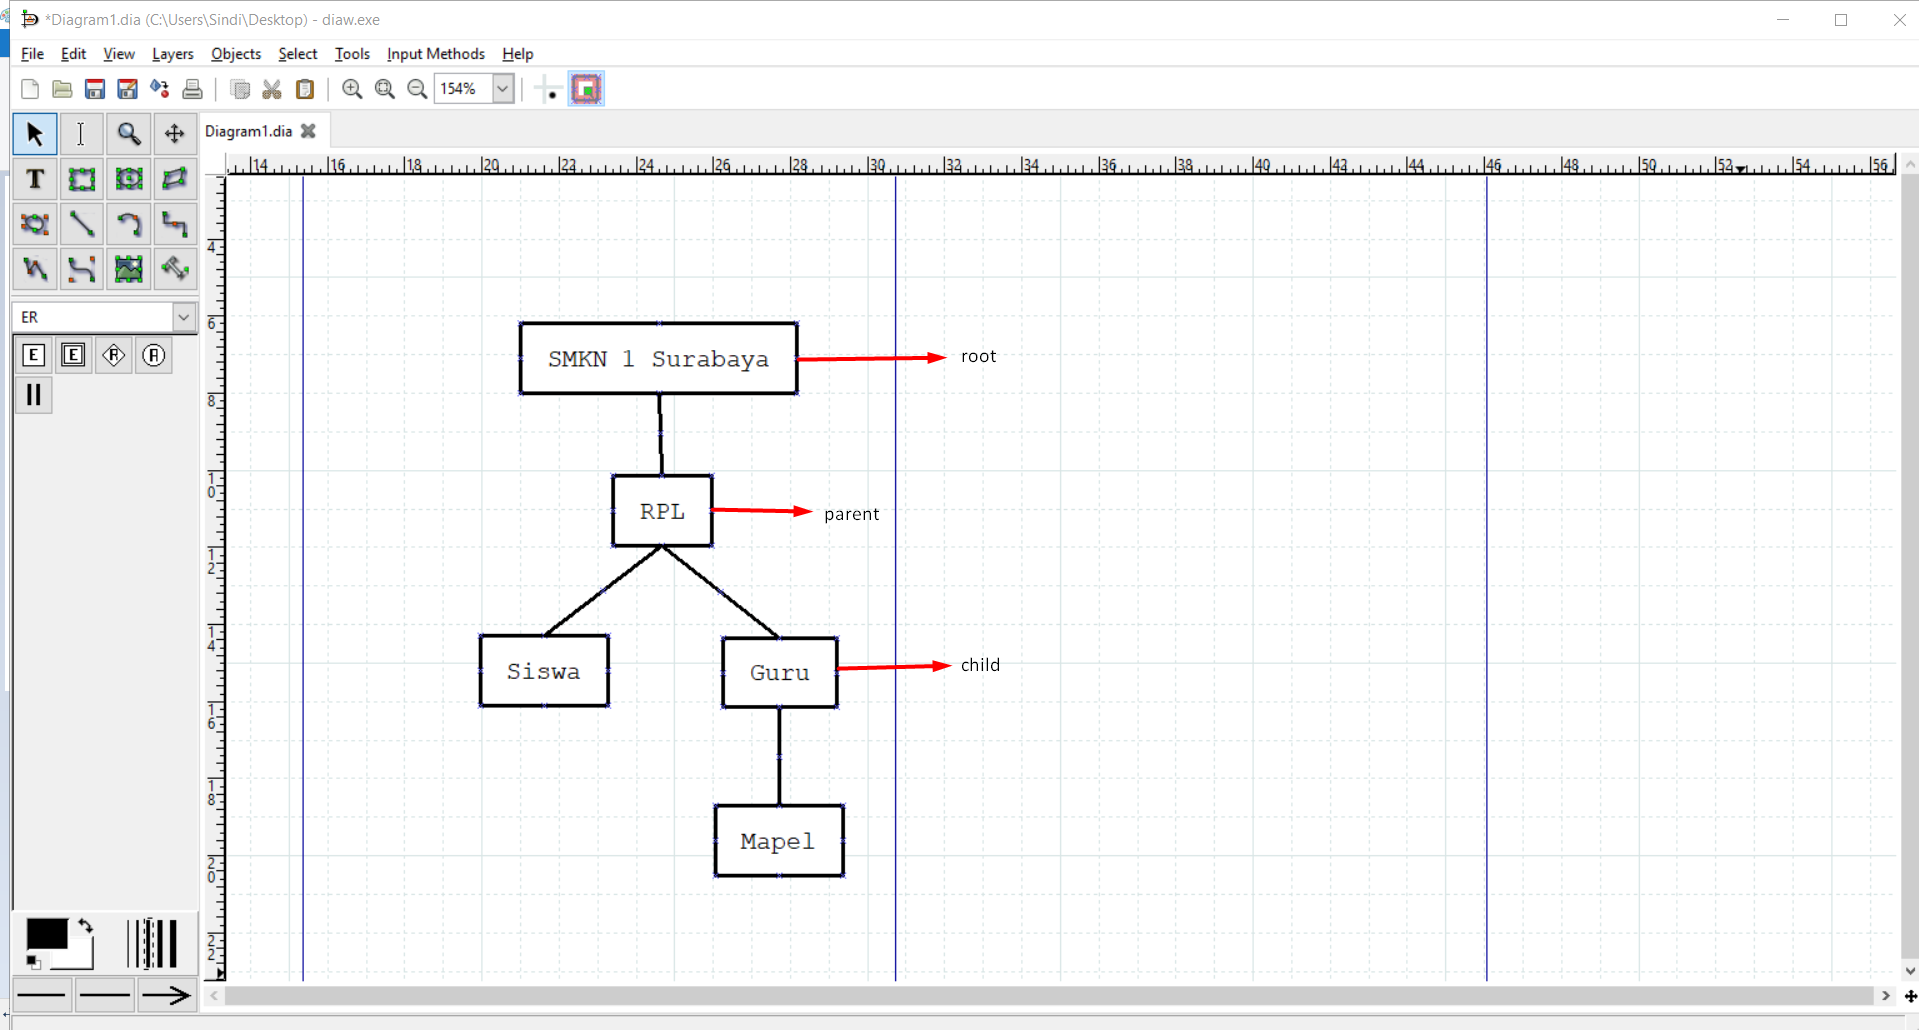 *Diagram1.dia (C:\Users\Sindi\Desktop) - diaw.exe
File Edit View Layers Objects Select Tools Input Methods Help
154%
Diagram1.dia
14 16 18 20 22 24 26 28 30 32 34 36 38 40 42 44 46 48 50 52 54 56
T
ER
E E R A
4
6
8
10
12
14
16
18
20
22
SMKN 1 Surabaya root
RPL parent
Siswa Guru child
Mapel